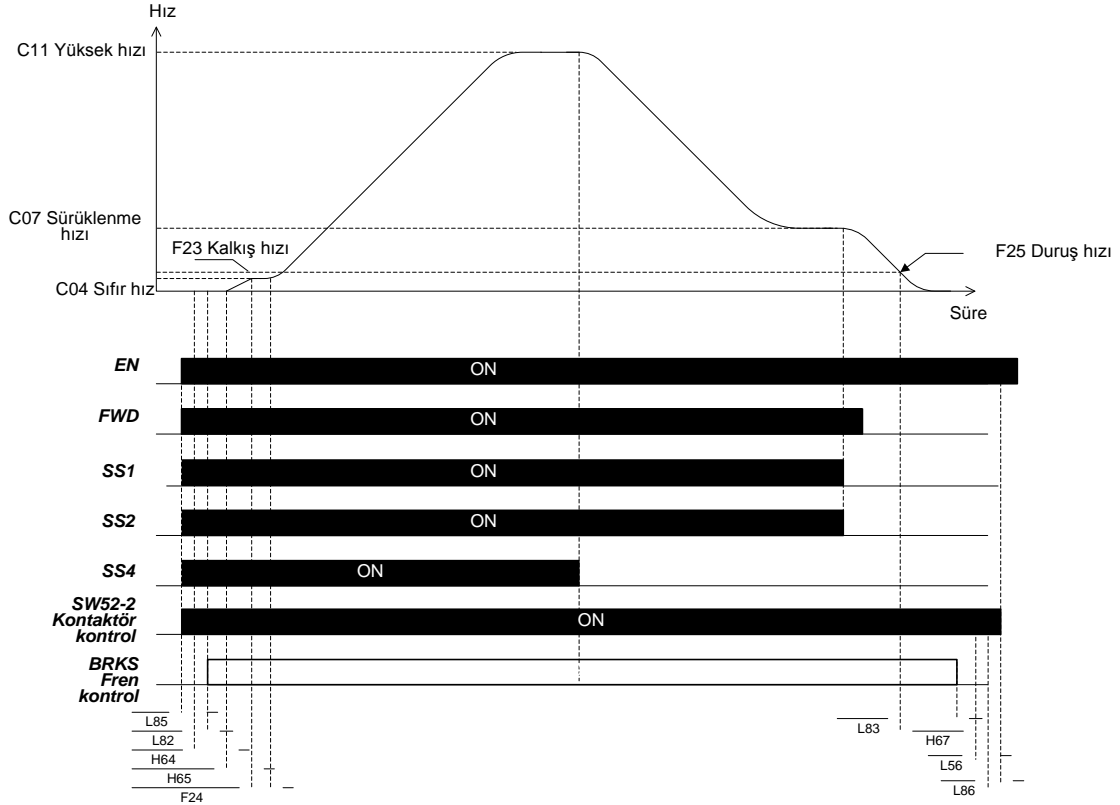 Hız
C11 Yüksek hızı
C07 Sürüklenme
hızı
F23 Kalkış hızı
F25 Duruş hızı
C04 Sıfır hız
Süre
EN
ON
FWD
ON
SS1
ON
SS2
ON
SS4
ON
SW52-2
Kontaktör
kontrol
ON
BRKS
Fren
kontrol
L85
L82
H64
H65
F24
L83
H67
L56
L86